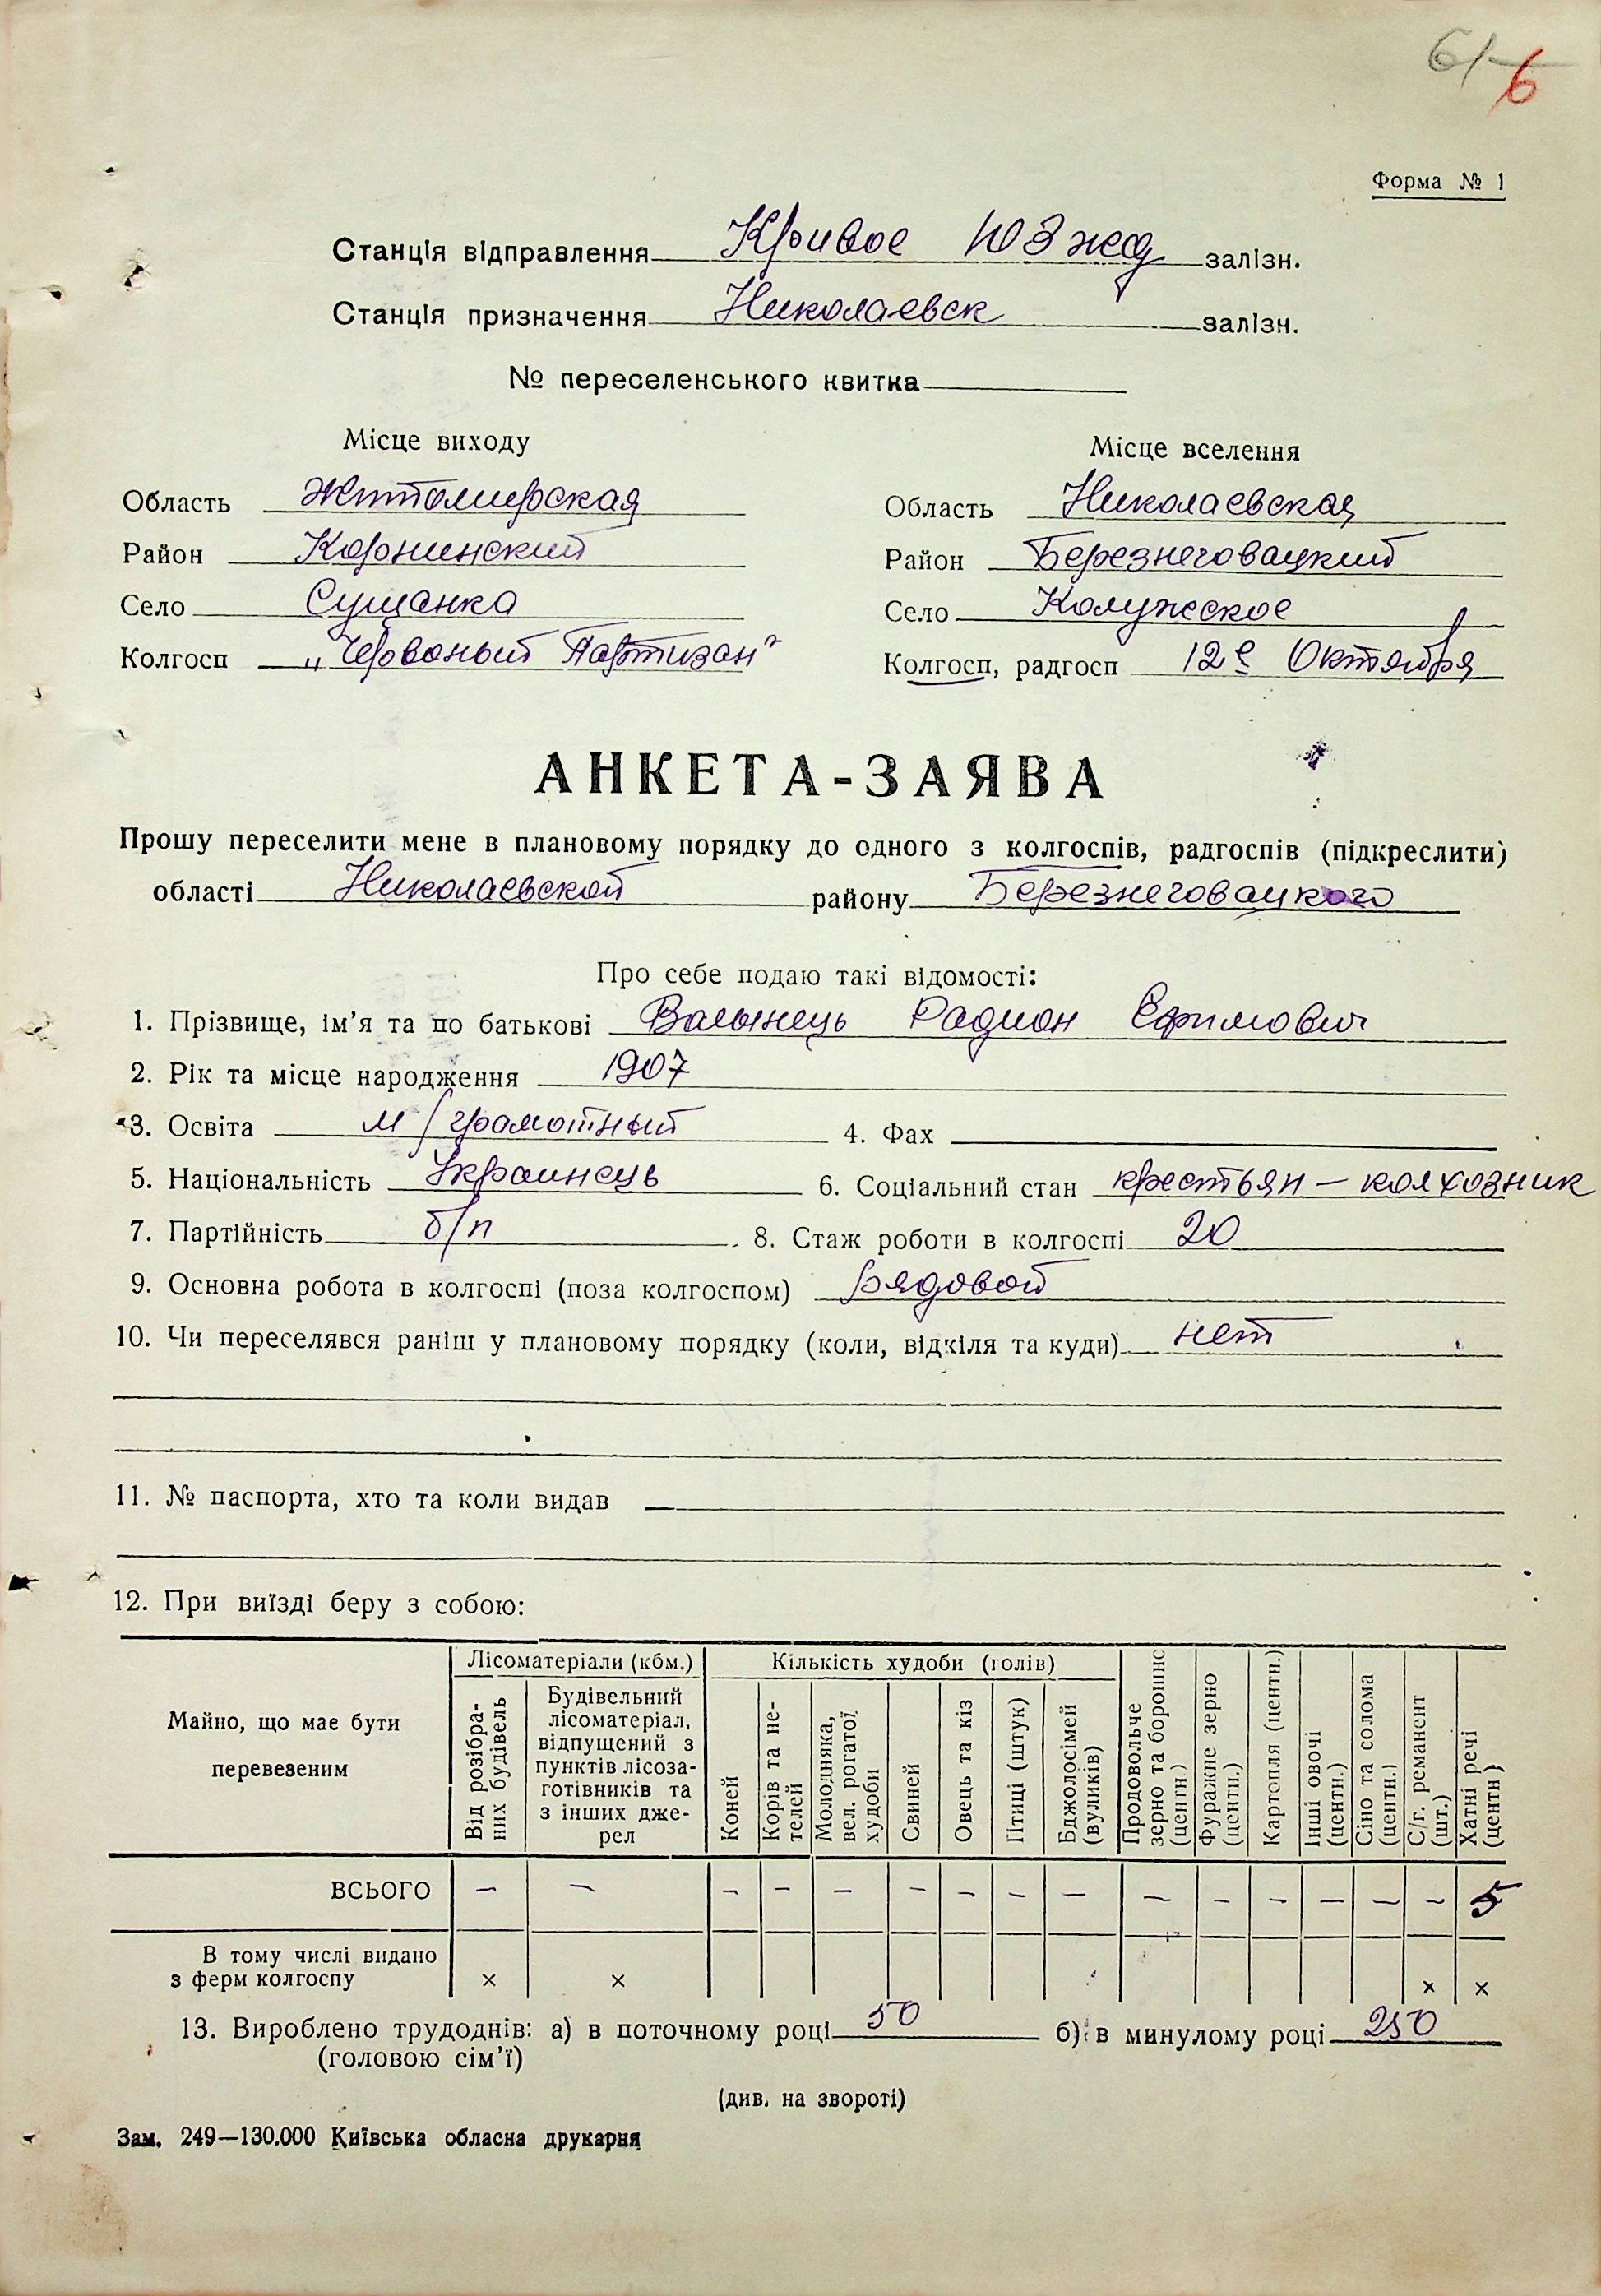 61 6
Форма № 1
Станція відправлення Кривое ЮЗжд залізн.
Станція призначення Николаевск залізн.
№ переселенського квитка
Місце виходу
Область Житомирская
Район Корнинский
Село Сущанка
Колгосп „Червоный Партизан"
Місце вселення
Область Николаевская
Район Березнеговацкий
Село Калужское
Колгосп, радгосп 12 е Октября
АНКЕТА-ЗАЯВА
Прошу переселити мене в плановому порядку до одного з колгоспів, радгоспів (підкреслити)
області Николаевской району Березнеговацкого
Про себе подаю такі відомості:
1. Прізвище, ім'я та по батькові Валынець Радион Ефимович
2. Рік та місце народження 1907
3. Освіта м/грамотный 4. Фах
5. Національність Украинець 6. Соціальний стан крестьян – колхозник
7. Партійність б/п 8. Стаж роботи в колгоспі 20
9. Основна робота в колгоспі (поза колгоспом) рядовой
10. Чи переселявся раніш у плановому порядку (коли, відкіля та куди) нет
11. № паспорта, хто та коли видав
12. При виїзді беру з собою:
Майно, що має бути перевезеним
Лісоматеріали (кбм.)
Від розібраних будівель
Будівельний лісоматеріал, відпущений з пунктів лісозаготівників та з інших джерел
Кількість худоби (голів)
Коней
Корів та нетелей
Молодняка, вел. рогатої худоби
Свиней
Овець та кіз
Птиці (штук)
Бджолосімей (вуликів)
Продовольче зерно та борошно (центн.)
Фуражне зерно (центн.)
Картопля (центн.)
Інші овочі (центн.)
Сіно та солома (центн.)
С/г. реманент (шт.)
Хатні речі (центн)
ВСЬОГО – – – – – – – – – – – – – – – 5
В тому числі видано
з ферм колгоспу × × × ×
13. Вироблено трудоднів: а) в поточному році 50 б) в минулому році 250
(головою сім'ї)
(див. на звороті)
Зам. 249—130.000 Київська обласна друкарня